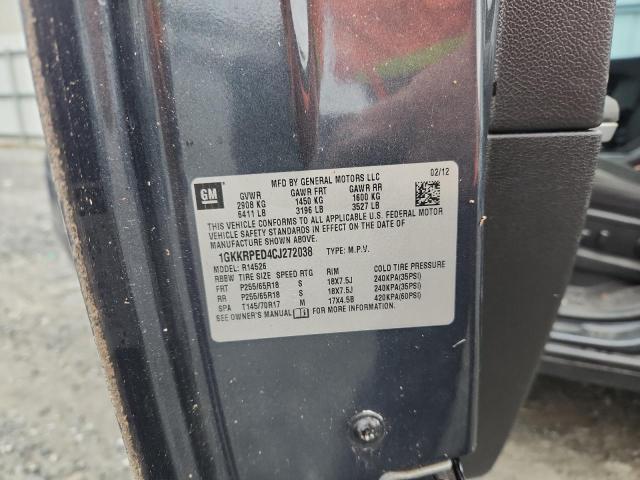 MFD BY GENERAL MOTORS LLC 02/12
GM
GVWR GAWR FRT GAWR RR
2908 KG 1450 KG 1600 KG
6411 LB 3196 LB 3527 LB
THIS VEHICLE CONFORMS TO ALL APPLICABLE U.S. FEDERAL MOTOR
VEHICLE SAFETY STANDARDS IN EFFECT ON THE DATE OF
MANUFACTURE SHOWN ABOVE.
1GKKRPED4CJ272038 TYPE: M.P.V.
MODEL: R14526
RBBW TIRE SIZE SPEED RTG RIM COLD TIRE PRESSURE
FRT P255/65R18 S 18X7.5J 240KPA(35PSI)
RR P255/65R18 S 18X7.5J 240KPA(35PSI)
SPA T145/70R17 M 17X4.5B 420KPA(60PSI)
SEE OWNER'S MANUAL FOR MORE INFORMATION.